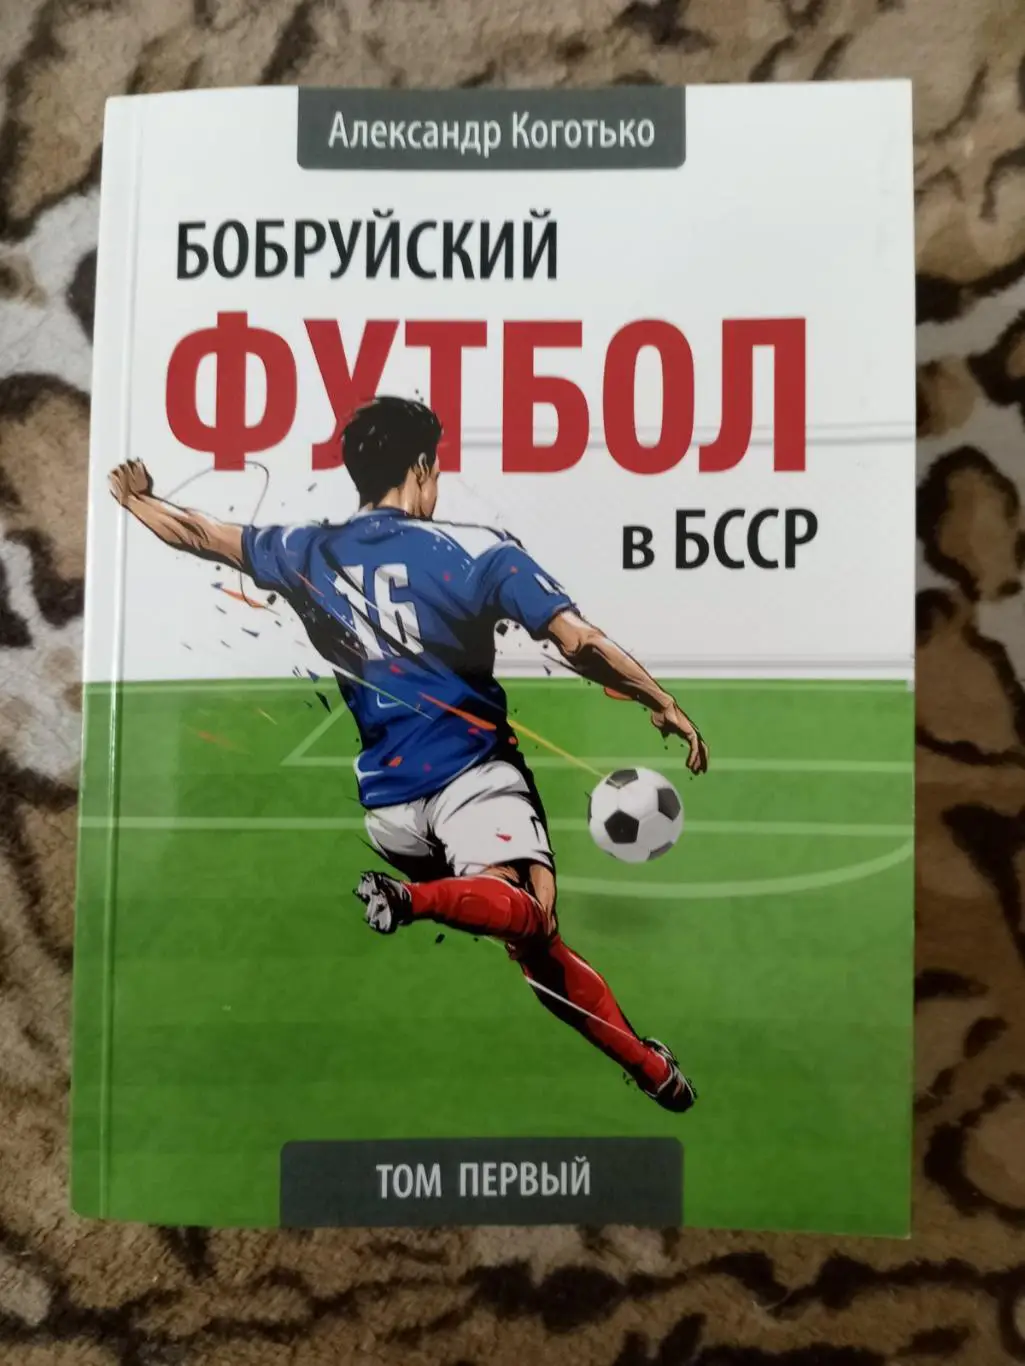 Александр Коготько
БОБРУЙСКИЙ
ФУТБОЛ
в БССР
16
ТОМ ПЕРВЫЙ